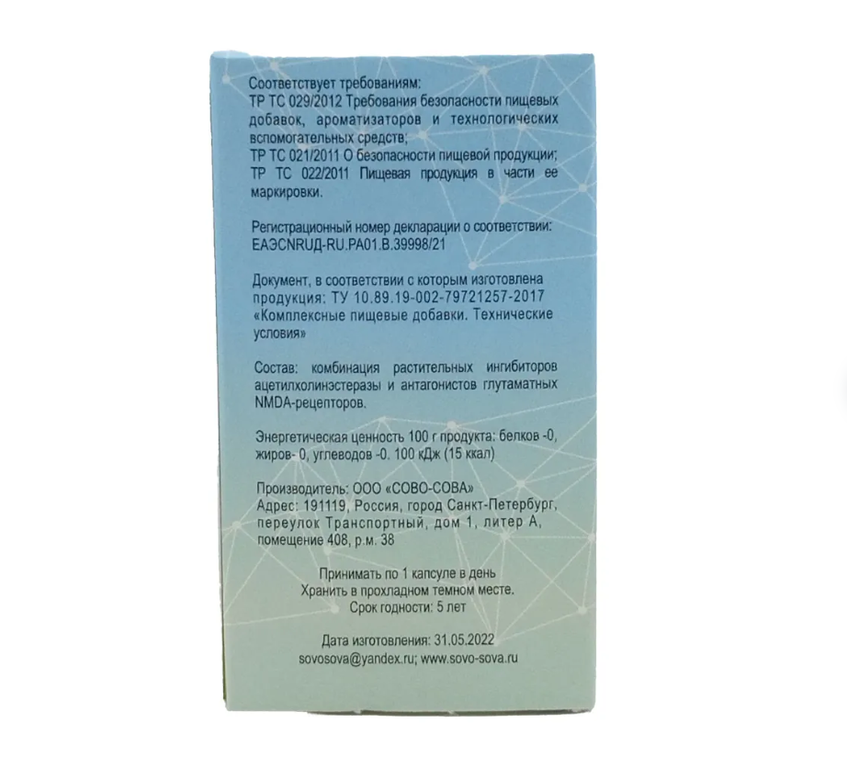 Соответствует требованиям:
ТР ТС 029/2012 Требования безопасности пищевых
добавок, ароматизаторов и технологических
вспомогательных средств;
ТР ТС 021/2011 О безопасности пищевой продукции;
ТР ТС 022/2011 Пищевая продукция в части ее
маркировки.
Регистрационный номер декларации о соответствии:
ЕАЭСNRUД-RU.РА01.В.39998/21
Документ, в соответствии с которым изготовлена
продукция: ТУ 10.89.19-002-79721257-2017
«Комплексные пищевые добавки. Технические
условия»
Состав: комбинация растительных ингибиторов
ацетилхолинэстеразы и антагонистов глутаматных
NMDA-рецепторов.
Энергетическая ценность 100 г продукта: белков -0,
жиров- 0, углеводов -0. 100 кДж (15 ккал)
Производитель: ООО «СОВО-СОВА»
Адрес: 191119, Россия, город Санкт-Петербург,
переулок Транспортный, дом 1, литер А,
помещение 408, р.м. 38
Принимать по 1 капсуле в день
Хранить в прохладном темном месте.
Срок годности: 5 лет
Дата изготовления: 31.05.2022
sovosova@yandex.ru; www.sovo-sova.ru